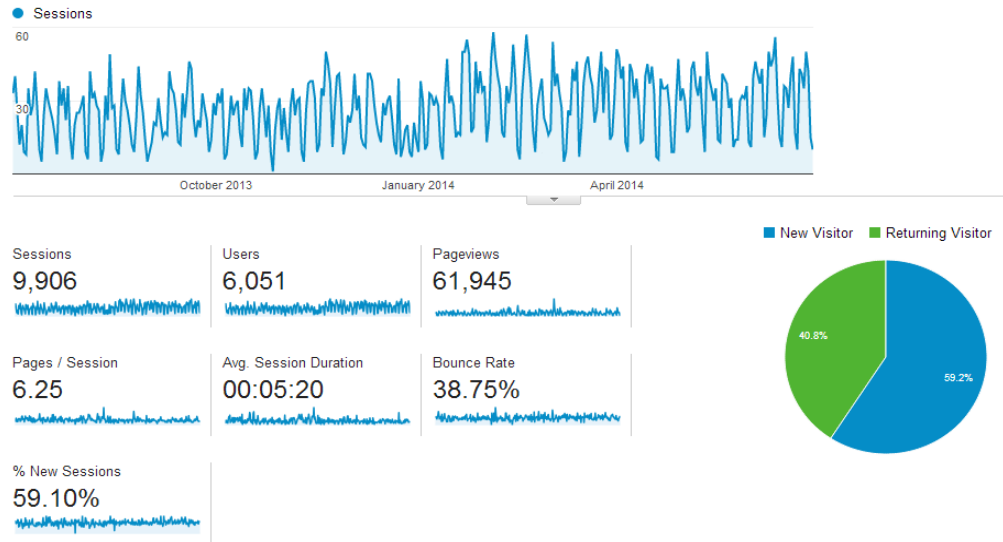 Sessions
60
30
October 2013 January 2014 April 2014
New Visitor Returning Visitor
Sessions Users Pageviews
9,906 6,051 61,945
40.8%
59.2%
Pages / Session Avg. Session Duration Bounce Rate
6.25 00:05:20 38.75%
% New Sessions
59.10%